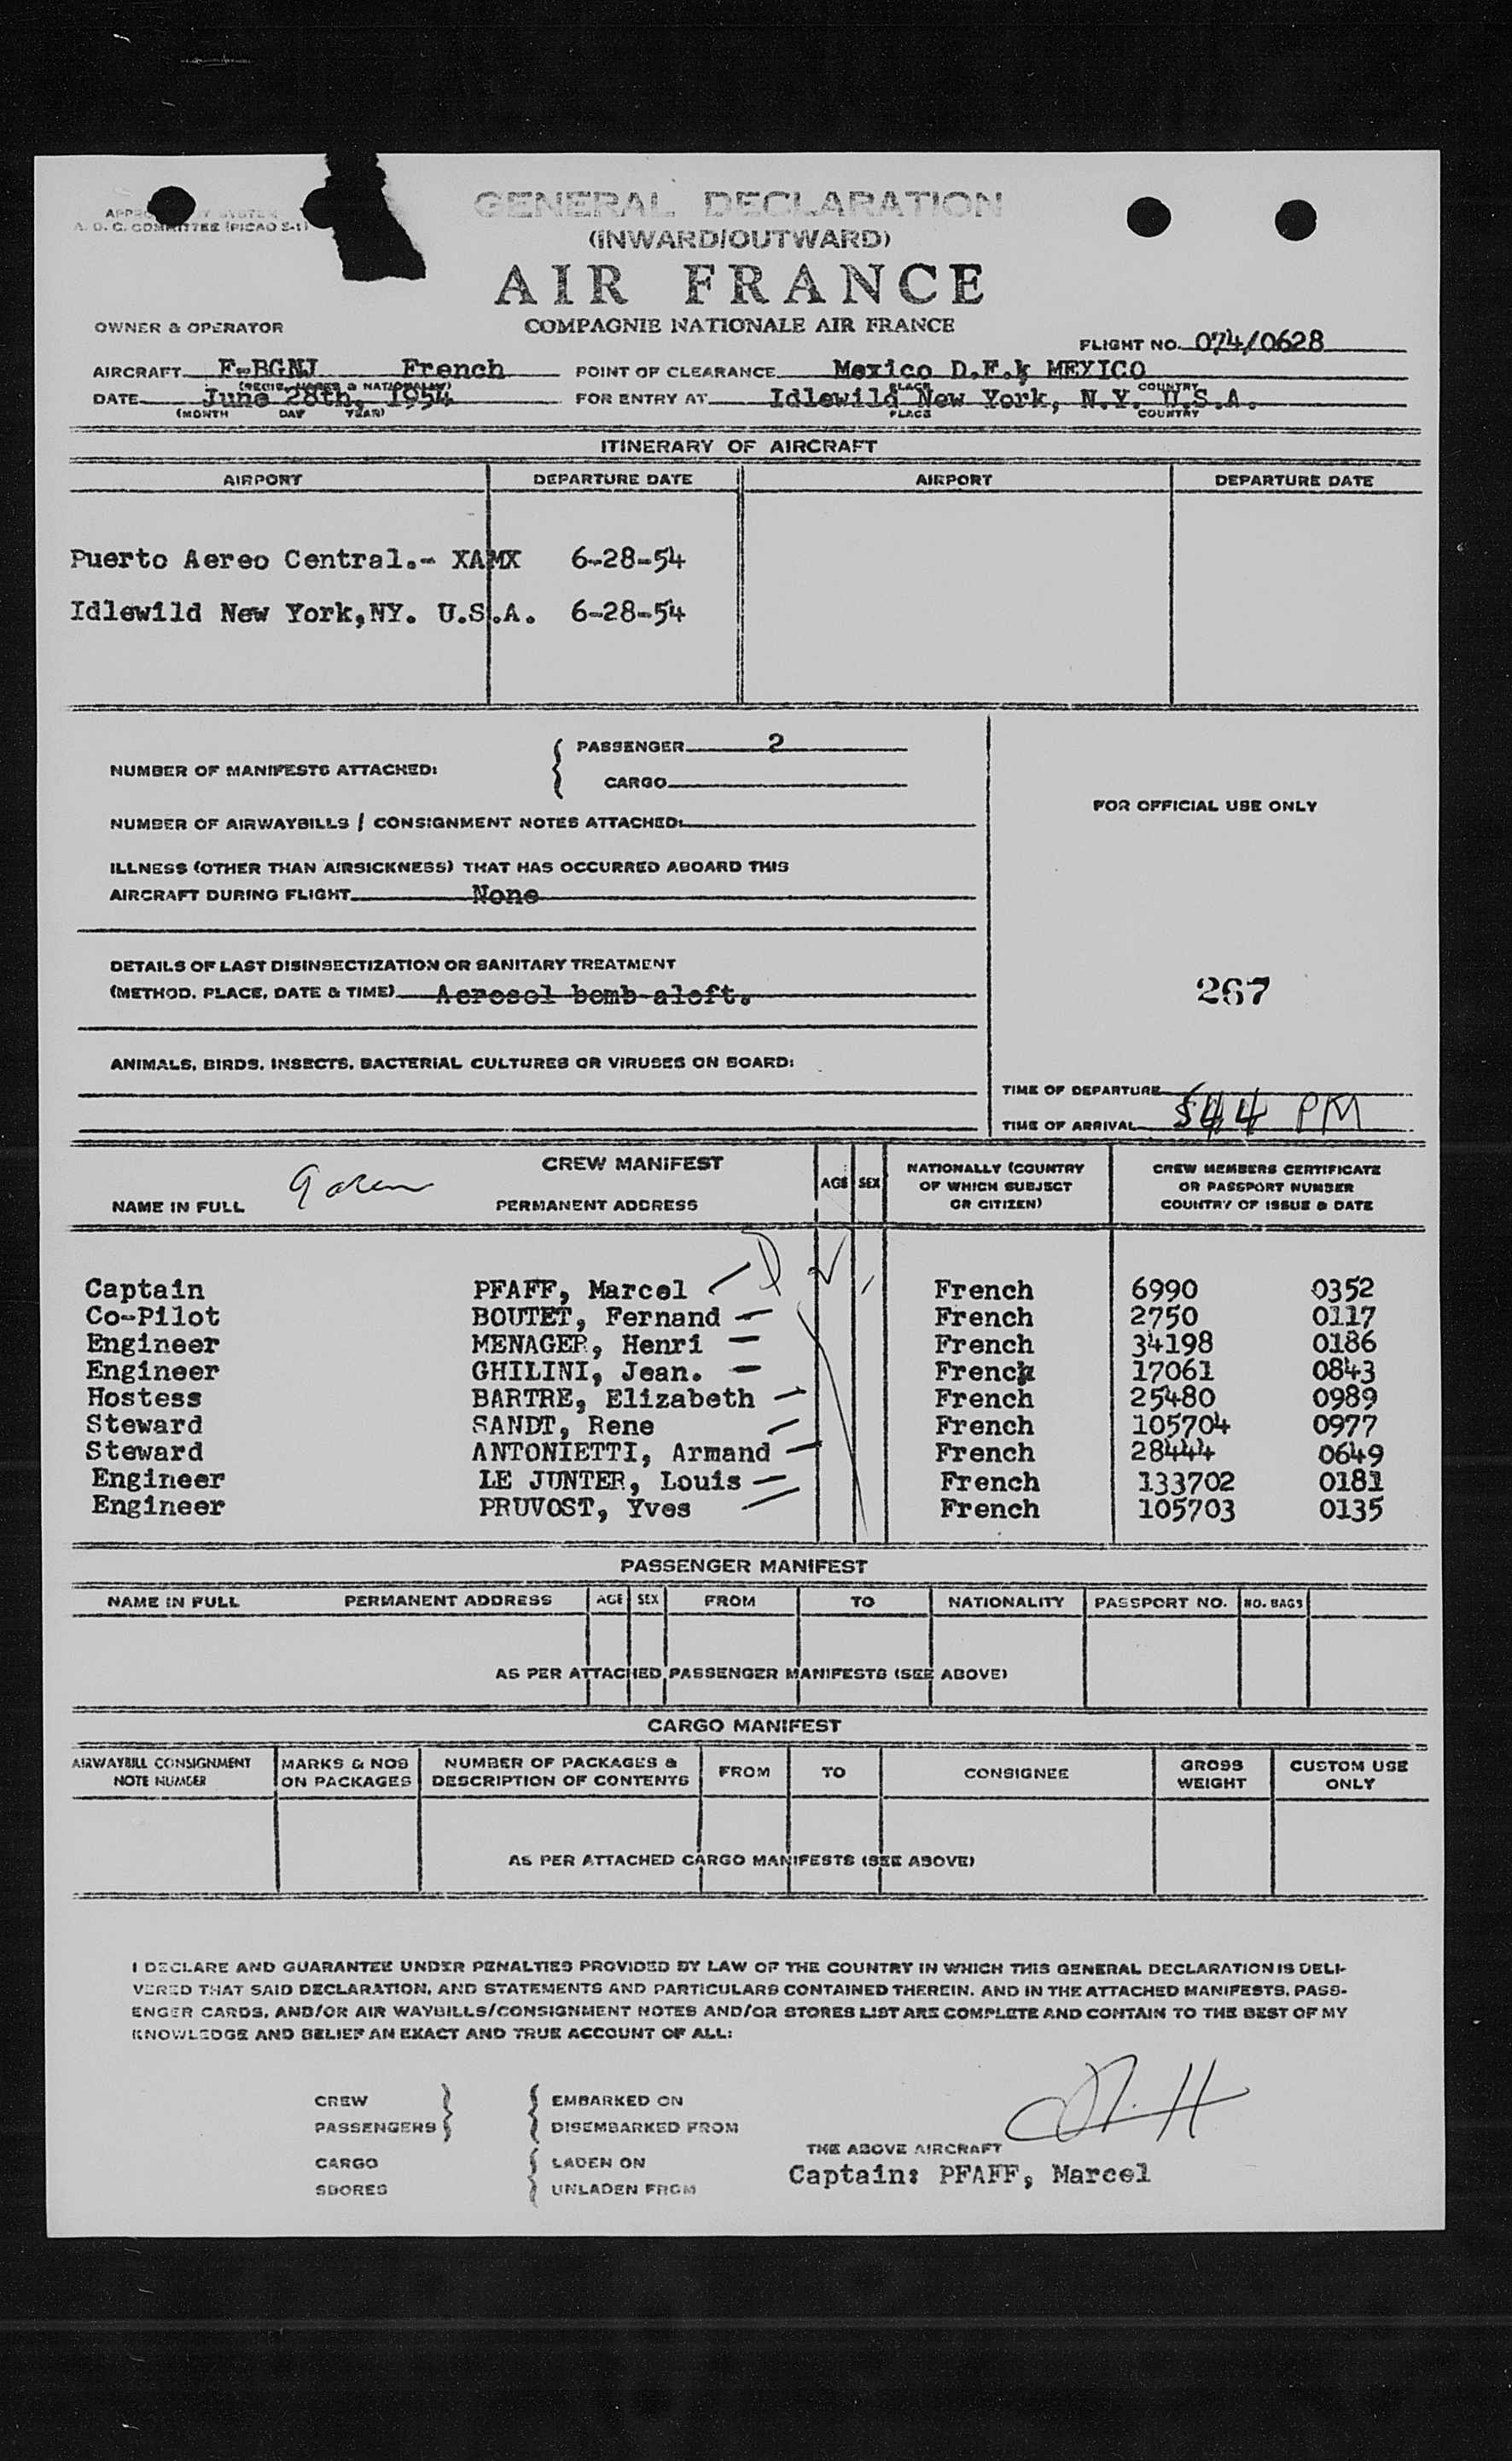 GENERAL DECLARATION
A. O. C. COMMITTEE (PICAO 2-1)
(INWARD/OUTWARD)
AIR FRANCE
OWNER & OPERATOR
COMPAGNIE NATIONALE AIR FRANCE
FLIGHT NO. 074/0628
AIRCRAFT F-BGNJ French POINT OF CLEARANCE Mexico D.F. MEXICO
(REGIS. MARKS & NATIONALITY) PLACE COUNTRY
DATE June 28th, 1954 FOR ENTRY AT Idlewild New York, N.Y. U.S.A.
(MONTH DAY YEAR) PLACE COUNTRY
ITINERARY OF AIRCRAFT
AIRPORT DEPARTURE DATE AIRPORT DEPARTURE DATE
Puerto Aereo Central.- XAMX 6-28-54
Idlewild New York,NY. U.S.A. 6-28-54
PASSENGER 2
NUMBER OF MANIFESTS ATTACHED:
CARGO
FOR OFFICIAL USE ONLY
NUMBER OF AIRWAYBILLS / CONSIGNMENT NOTES ATTACHED:
ILLNESS (OTHER THAN AIRSICKNESS) THAT HAS OCCURRED ABOARD THIS
AIRCRAFT DURING FLIGHT None
DETAILS OF LAST DISINSECTIZATION OR SANITARY TREATMENT
(METHOD, PLACE, DATE & TIME) Aerosol bomb aloft.
267
ANIMALS, BIRDS, INSECTS, BACTERIAL CULTURES OR VIRUSES ON BOARD:
TIME OF DEPARTURE
TIME OF ARRIVAL 544 PM
CREW MANIFEST
NAME IN FULL PERMANENT ADDRESS AGE SEX NATIONALLY (COUNTRY OF WHICH SUBJECT OR CITIZEN) CREW MEMBERS CERTIFICATE OR PASSPORT NUMBER COUNTRY OF ISSUE & DATE
Captain PFAFF, Marcel French 6990 0352
Co-Pilot BOUTET, Fernand French 2750 0117
Engineer MENAGER, Henri French 34198 0186
Engineer GHILINI, Jean. French 17061 0843
Hostess BARTRE, Elizabeth French 25480 0989
Steward SANDT, Rene French 105704 0977
Steward ANTONIETTI, Armand French 28444 0649
Engineer LE JUNTER, Louis French 133702 0181
Engineer PRUVOST, Yves French 105703 0135
PASSENGER MANIFEST
NAME IN FULL PERMANENT ADDRESS AGE SEX FROM TO NATIONALITY PASSPORT NO. NO. BAGS
AS PER ATTACHED PASSENGER MANIFESTS (SEE ABOVE)
CARGO MANIFEST
AIRWAYBILL CONSIGNMENT NOTE NUMBER MARKS & NOS ON PACKAGES NUMBER OF PACKAGES & DESCRIPTION OF CONTENTS FROM TO CONSIGNEE GROSS WEIGHT CUSTOM USE ONLY
AS PER ATTACHED CARGO MANIFESTS (SEE ABOVE)
I DECLARE AND GUARANTEE UNDER PENALTIES PROVIDED BY LAW OF THE COUNTRY IN WHICH THIS GENERAL DECLARATION IS DELI-
VERED THAT SAID DECLARATION, AND STATEMENTS AND PARTICULARS CONTAINED THEREIN, AND IN THE ATTACHED MANIFESTS, PASS-
ENGER CARDS, AND/OR AIR WAYBILLS/CONSIGNMENT NOTES AND/OR STORES LIST ARE COMPLETE AND CONTAIN TO THE BEST OF MY
KNOWLEDGE AND BELIEF AN EXACT AND TRUE ACCOUNT OF ALL:
CREW EMBARKED ON
PASSENGERS DISEMBARKED FROM
THE ABOVE AIRCRAFT
CARGO LADEN ON
Captain: PFAFF, Marcel
SDORES UNLADEN FROM